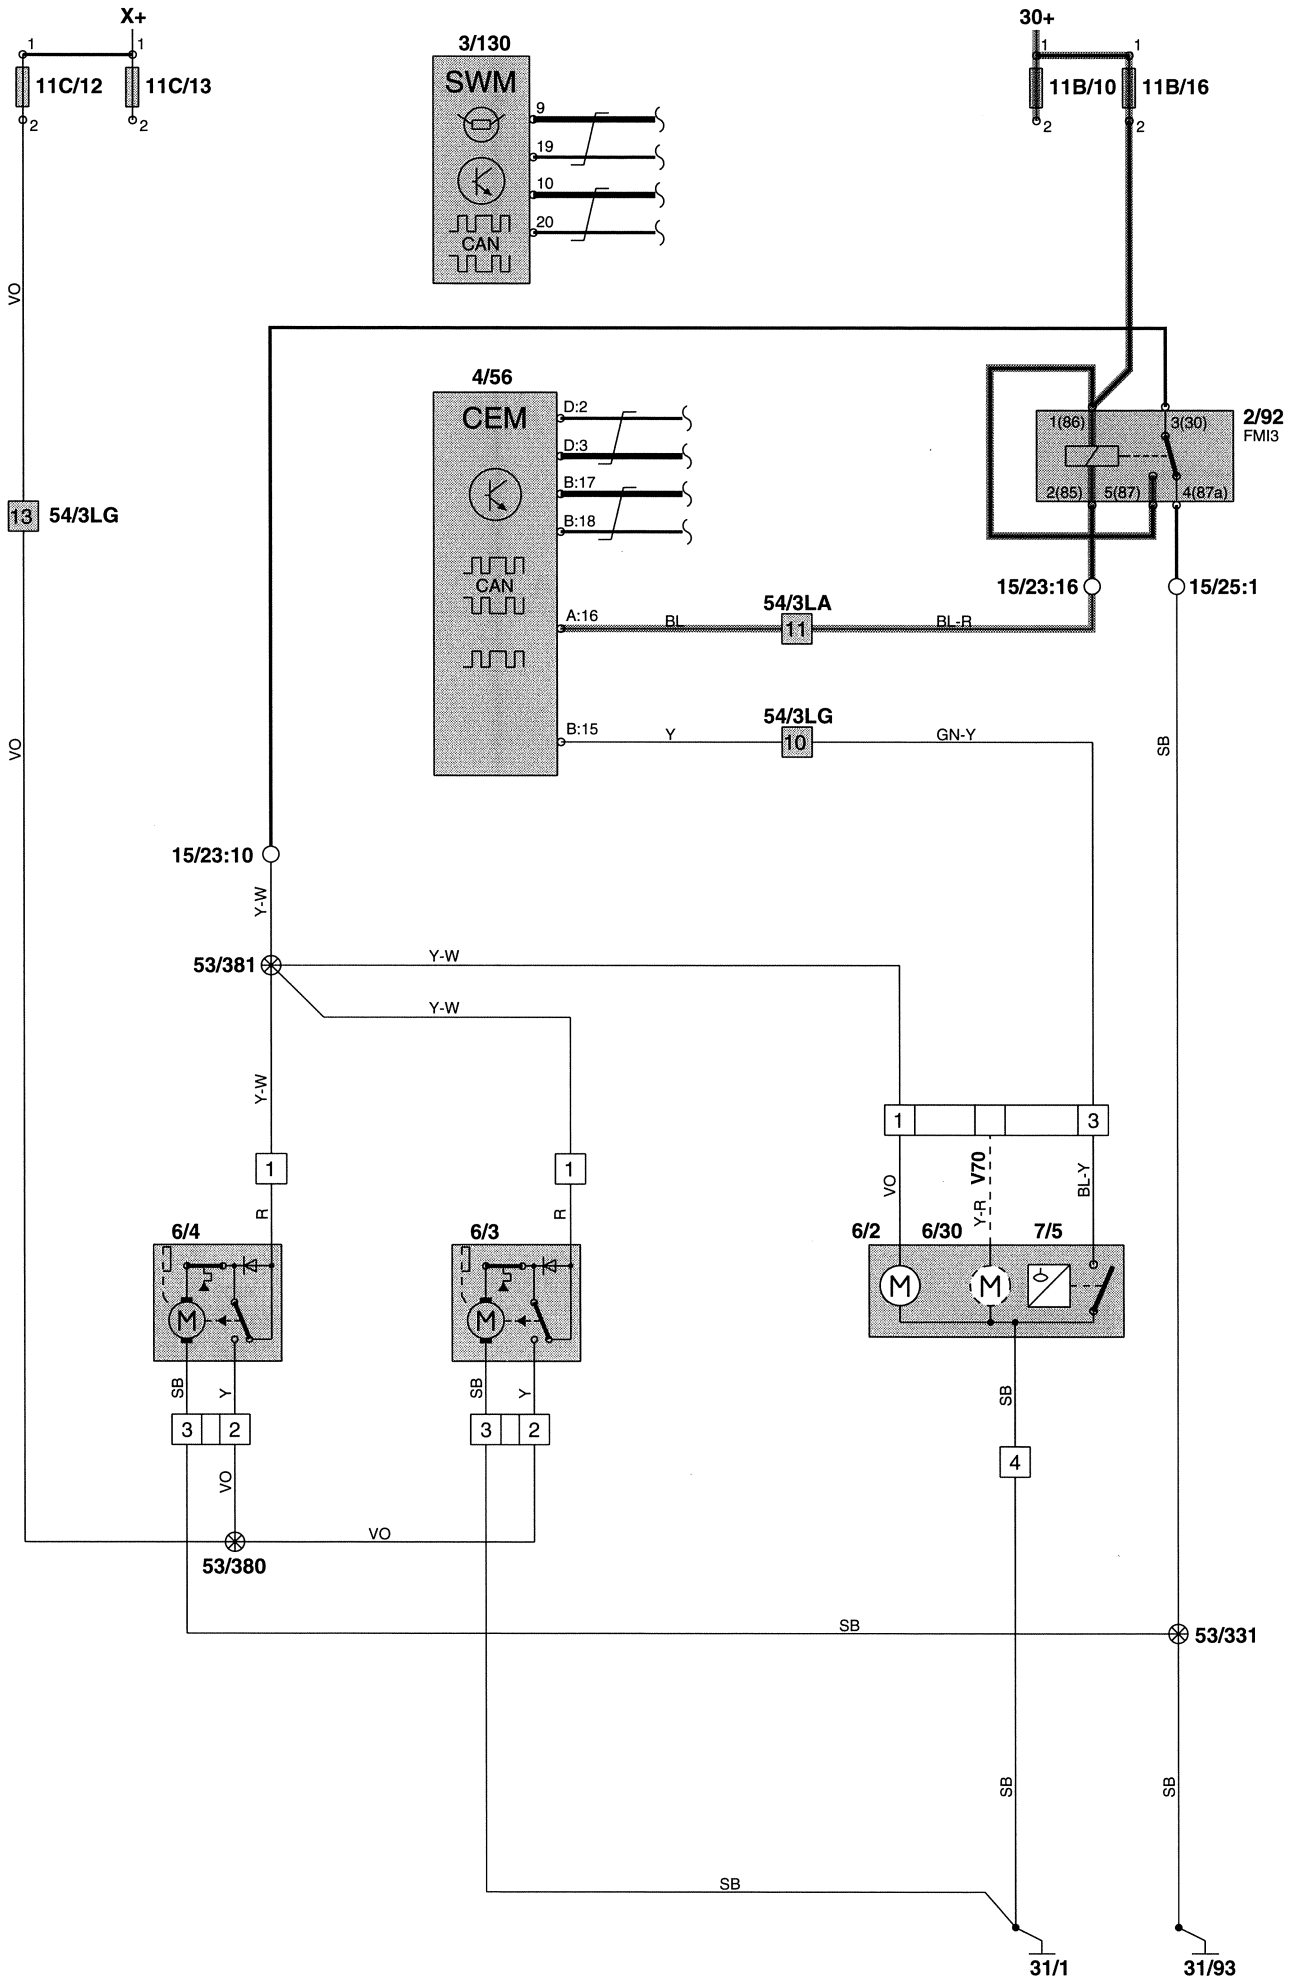 X+
30+
3/130
1
1
1
1
11C/12
11C/13
SWM
11B/10
11B/16
2
2
9
2
2
19
10
20
CAN
VO
4/56
CEM
D:2
1(86)
3(30)
2/92
FMI3
D:3
B:17
2(85)
5(87)
4(87a)
13
54/3LG
B:18
CAN
15/23:16
15/25:1
A:16
BL
54/3LA
11
BL-R
54/3LG
B:15
Y
10
GN-Y
SB
VO
15/23:10
Y-W
53/381
Y-W
Y-W
Y-W
1
3
1
1
VO
V70
Y-R
BL-Y
R
R
6/4
6/3
6/2
6/30
7/5
M
M
M
M
SB
Y
SB
Y
SB
3
2
3
2
4
VO
VO
53/380
SB
53/331
SB
SB
SB
31/1
31/93